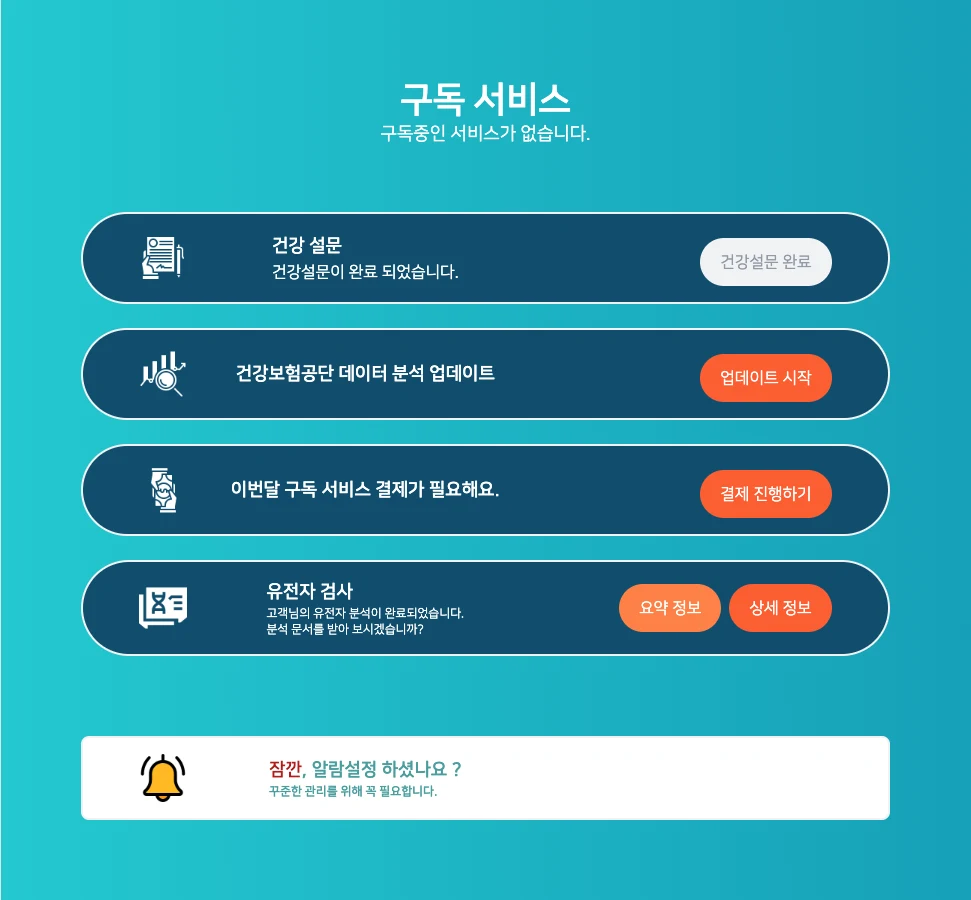 구독 서비스
구독중인 서비스가 없습니다.
건강 설문
건강설문이 완료 되었습니다.
건강설문 완료
건강보험공단 데이터 분석 업데이트
업데이트 시작
이번달 구독 서비스 결제가 필요해요.
결제 진행하기
유전자 검사
고객님의 유전자 분석이 완료되었습니다.
분석 문서를 받아 보시겠습니까?
요약 정보
상세 정보
잠깐, 알람설정 하셨나요 ?
꾸준한 관리를 위해 꼭 필요합니다.